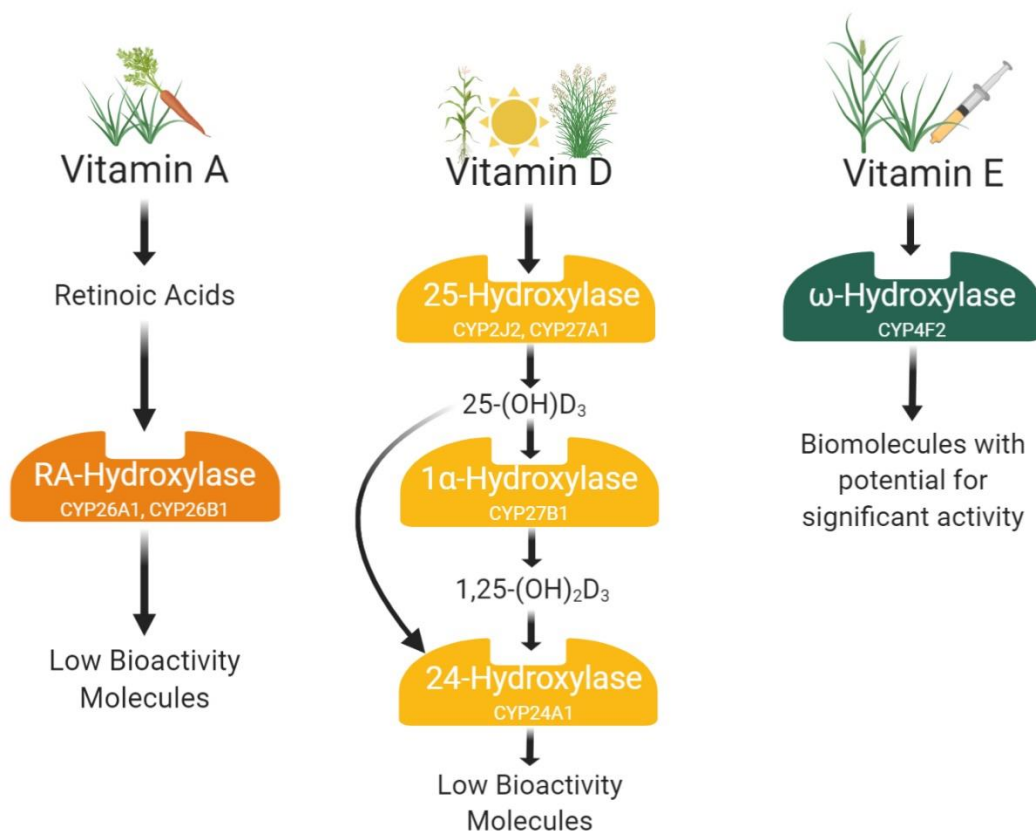 Vitamin A
Retinoic Acids
RA-Hydroxylase
CYP26A1, CYP26B1
Low Bioactivity
Molecules
Vitamin D
25-Hydroxylase
CYP2J2, CYP27A1
25-(OH)D₃
1α-Hydroxylase
CYP27B1
1,25-(OH)₂D₃
24-Hydroxylase
CYP24A1
Low Bioactivity
Molecules
Vitamin E
ω-Hydroxylase
CYP4F2
Biomolecules with
potential for
significant activity